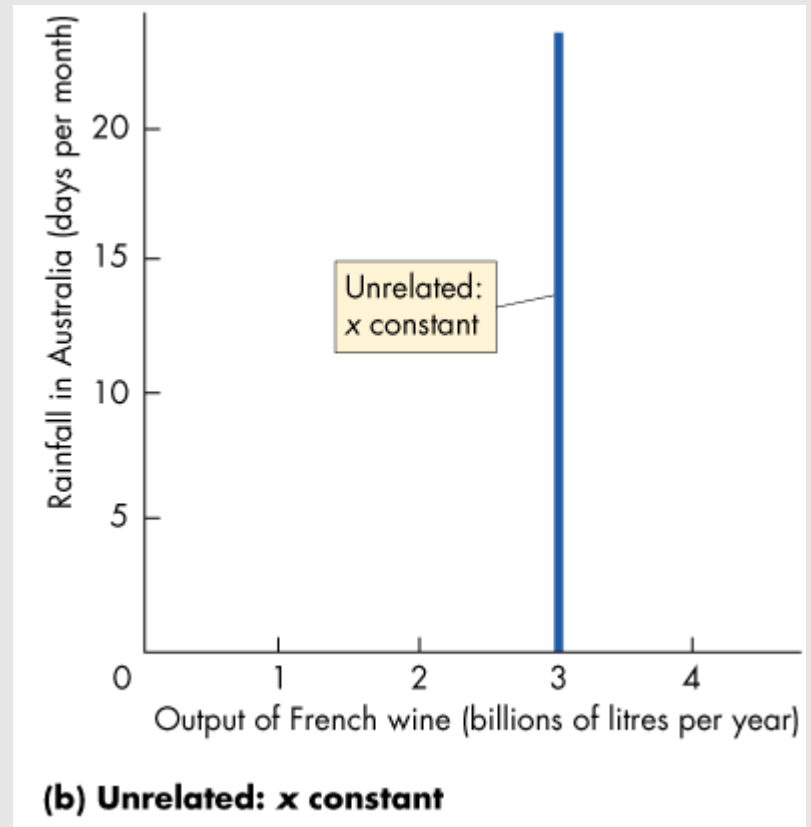 Rainfall in Australia (days per month)
20
15
10
5
0
Unrelated:
x constant
1 2 3 4
Output of French wine (billions of litres per year)
(b) Unrelated: x constant